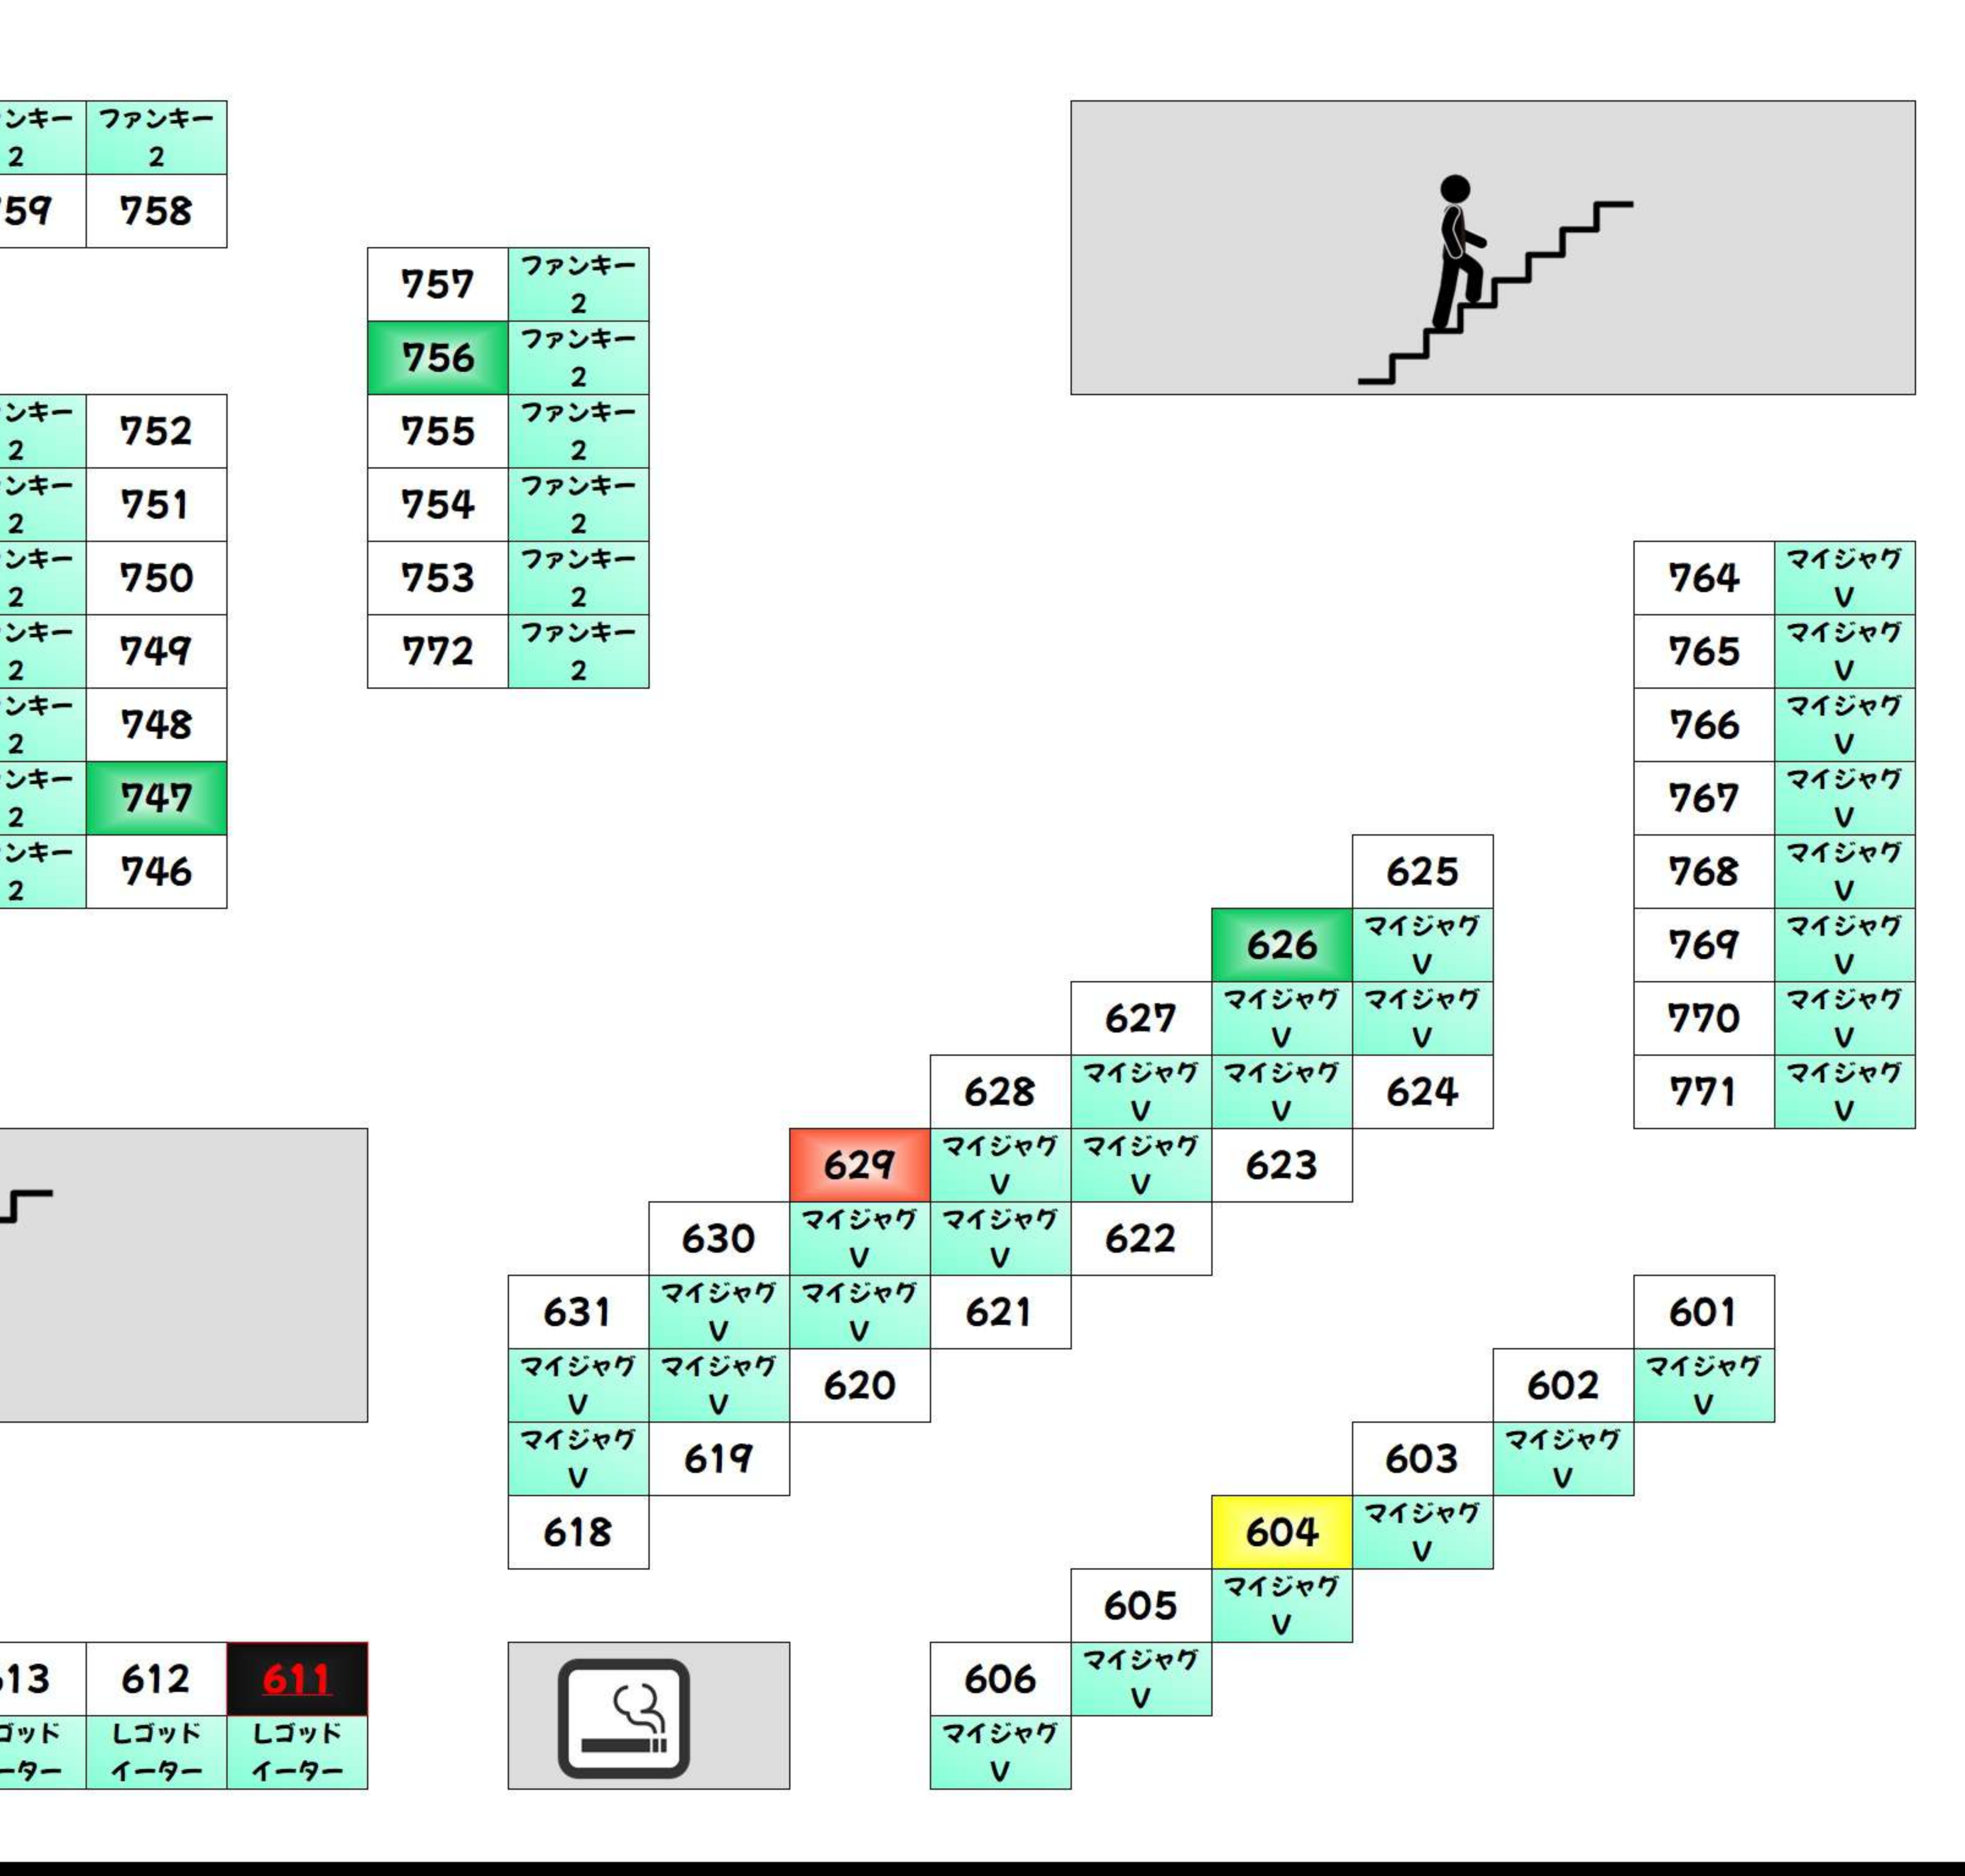 ンキー ファンキー
2 2
59 758
757 ファンキー
2
756 ファンキー
2
ンキー 752 755 ファンキー
2 2
ンキー 751 754 ファンキー
2 2
ンキー 750 753 ファンキー
2 2
ンキー 749 772 ファンキー
2 2
ンキー 748
2
ンキー 747
2
ンキー 746
2
764 マイジャグ
V
765 マイジャグ
V
766 マイジャグ
V
767 マイジャグ
V
768 マイジャグ
V
769 マイジャグ
V
770 マイジャグ
V
771 マイジャグ
V
625
626 マイジャグ
V
627 マイジャグ マイジャグ
V V
628 マイジャグ マイジャグ 624
V V
629 マイジャグ マイジャグ 623
V V
630 マイジャグ マイジャグ 622
V V
631 マイジャグ マイジャグ 621
V V
マイジャグ マイジャグ 620
V V
マイジャグ 619
V
618
601
602 マイジャグ
V
603 マイジャグ
V
604 マイジャグ
V
605 マイジャグ
V
606 マイジャグ
V
マイジャグ
V
13 612 611
ゴッド Lゴッド Lゴッド
ーター イーター イーター